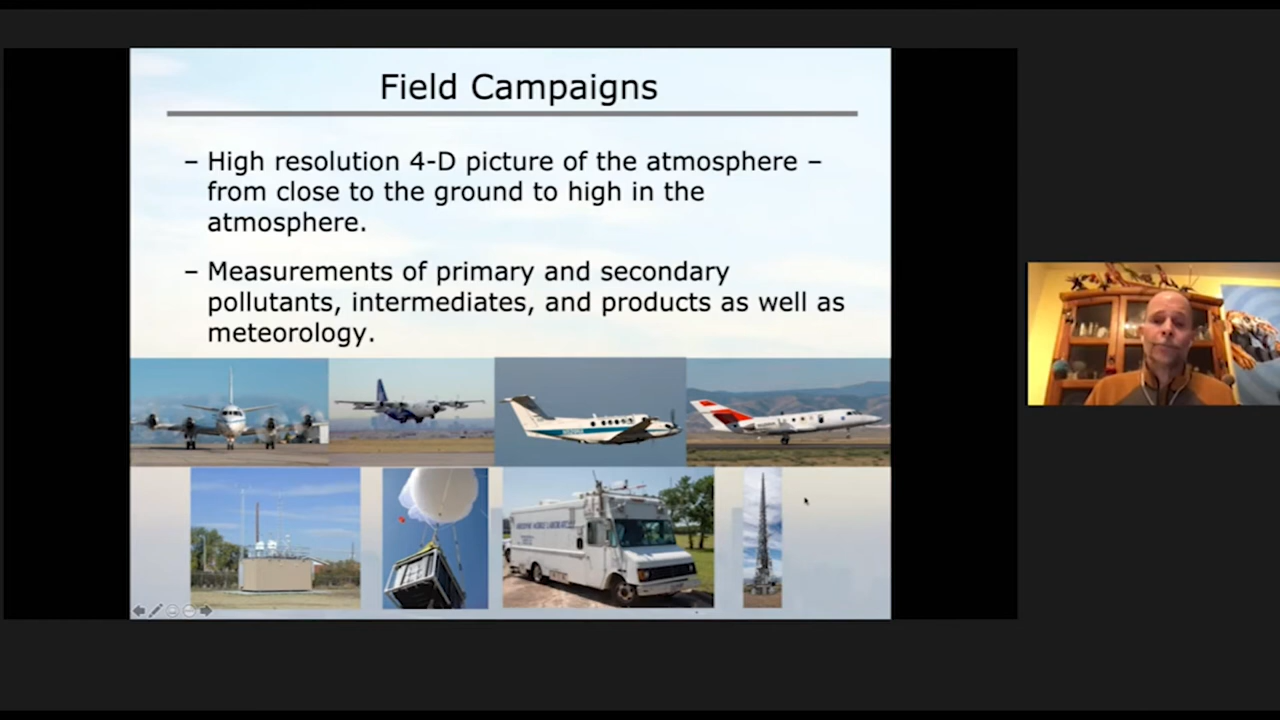 Field Campaigns
– High resolution 4-D picture of the atmosphere –
from close to the ground to high in the
atmosphere.
– Measurements of primary and secondary
pollutants, intermediates, and products as well as
meteorology.